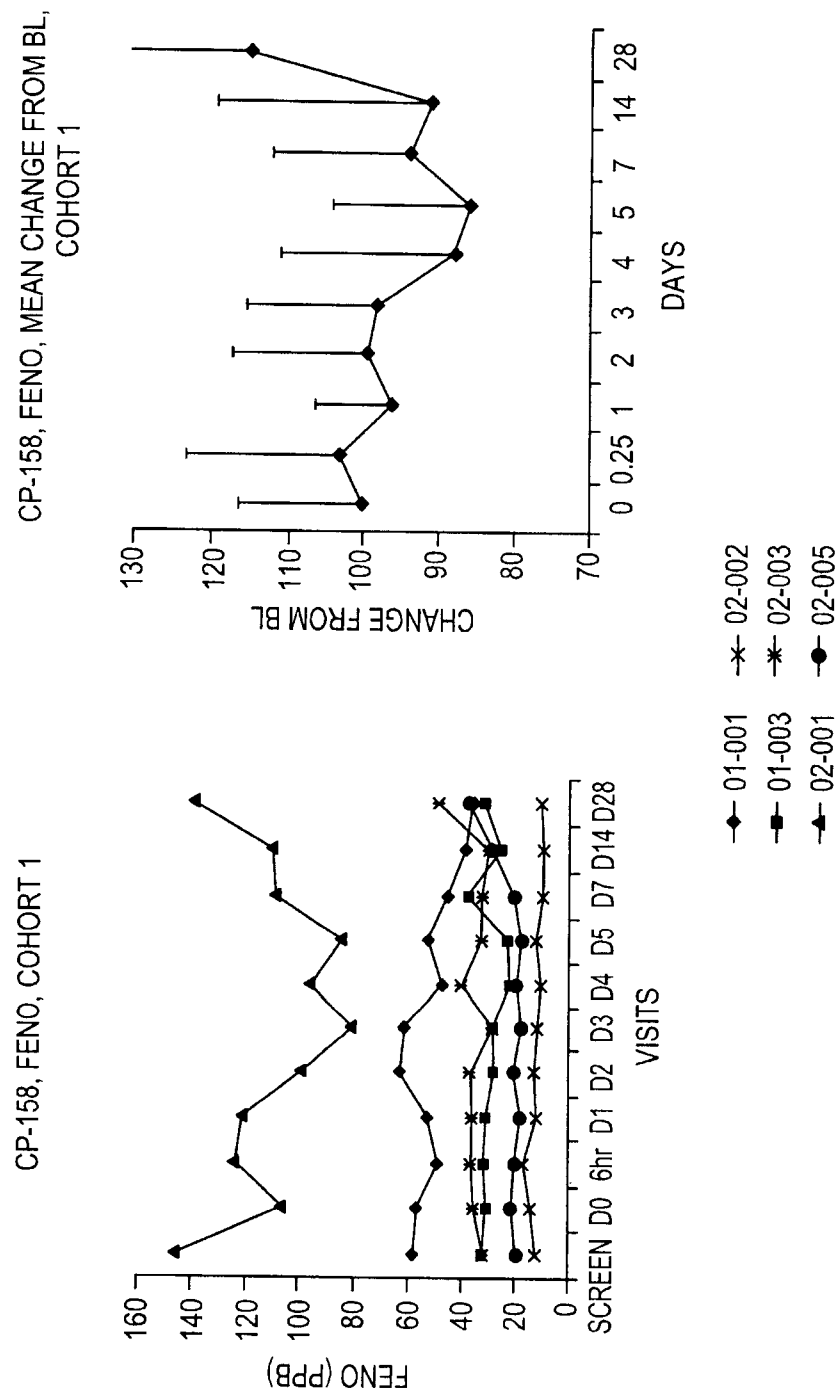 CP-158, FENO, COHORT 1
FENO (PPB)
160
140
120
100
80
60
40
20
0
SCREEN D0 6hr D1 D2 D3 D4 D5 D7 D14 D28
VISITS
CP-158, FENO, MEAN CHANGE FROM BL,
COHORT 1
CHANGE FROM BL
130
120
110
100
90
80
70
0 0.25 1 2 3 4 5 7 14 28
DAYS
01-001
01-003
02-001
02-002
02-003
02-005